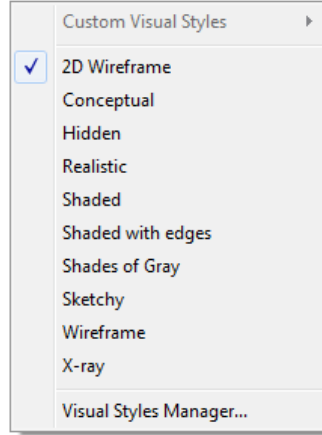 Custom Visual Styles
2D Wireframe
Conceptual
Hidden
Realistic
Shaded
Shaded with edges
Shades of Gray
Sketchy
Wireframe
X-ray
Visual Styles Manager...